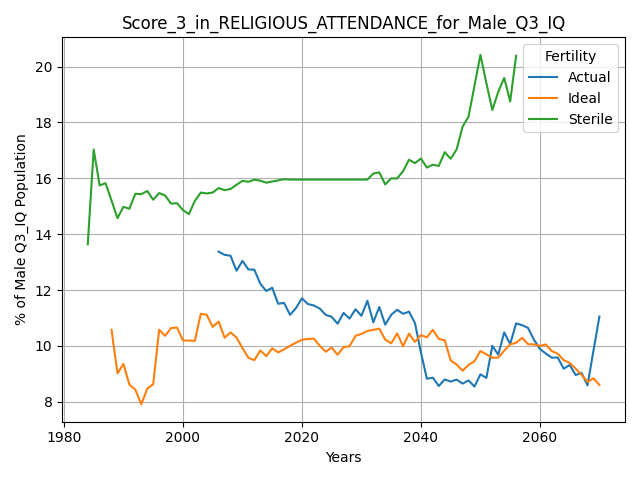 Score_3_in_RELIGIOUS_ATTENDANCE_for_Male_Q3_IQ
% of Male Q3_IQ Population
20
18
16
14
12
10
8
Fertility
Actual
Ideal
Sterile
1980
2000
2020
2040
2060
Years